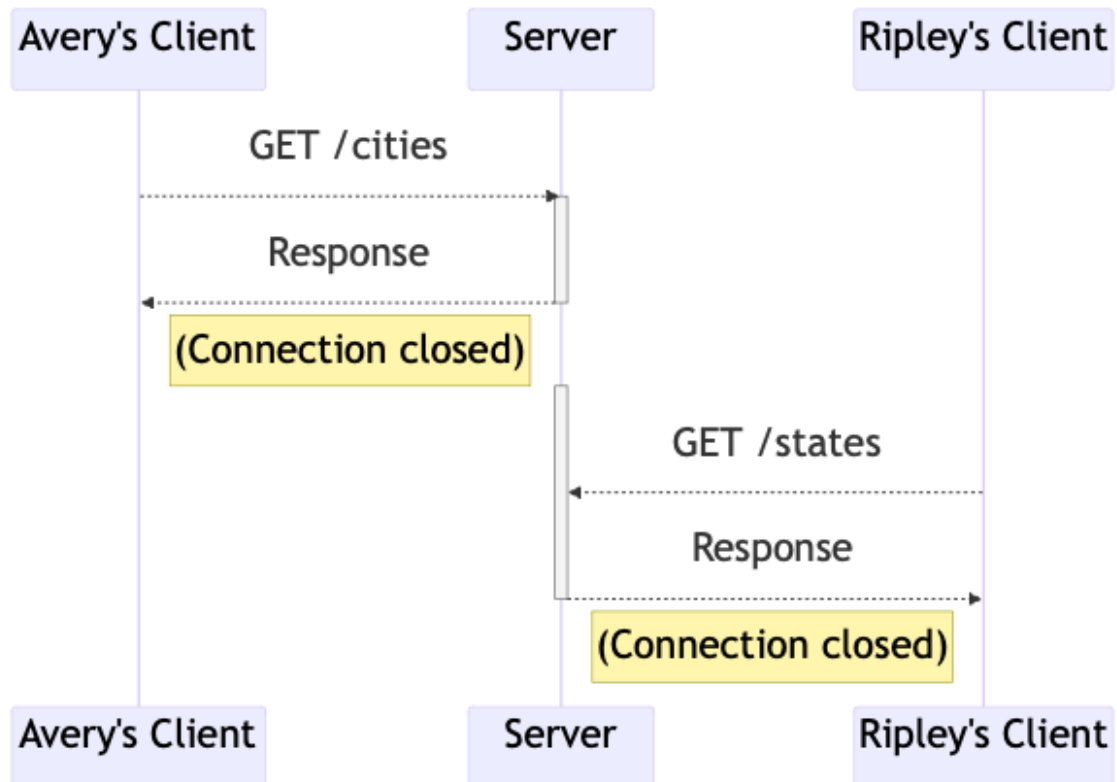 Avery's Client
Server
Ripley's Client
GET /cities
Response
(Connection closed)
GET /states
Response
(Connection closed)
Avery's Client
Server
Ripley's Client